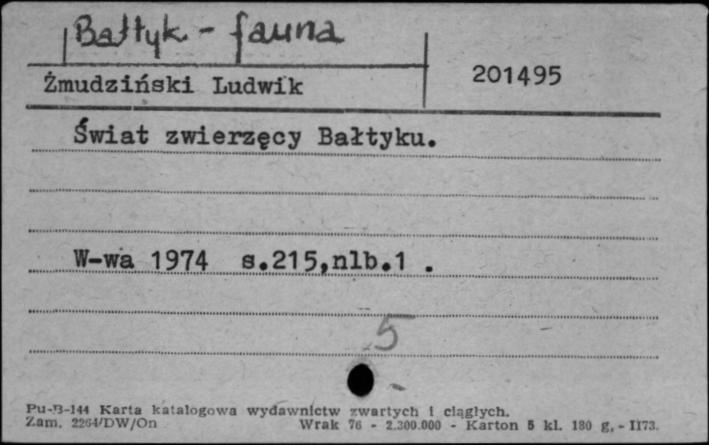 Bałtyk - fauna
Żmudziński Ludwik
201495
Świat zwierzęcy Bałtyku.
W-wa 1974 s.215,nlb.1 .
5
Pu-B-144 Karta katalogowa wydawnictw zwartych i ciągłych.
Zam. 2264/DW/On Wrak 76 - 2.300.000 - Karton 5 kl. 180 g. - II73.